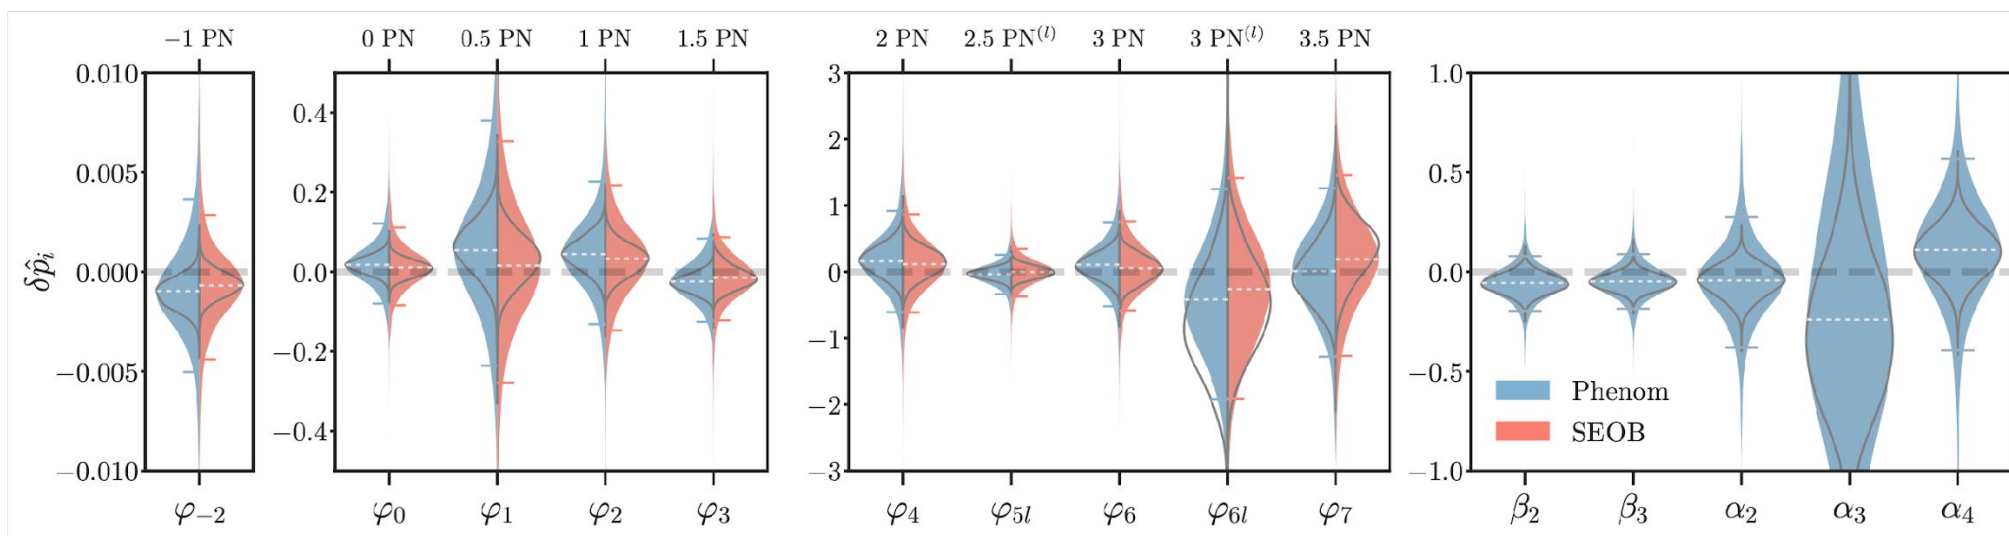 −1 PN
0 PN 0.5 PN 1 PN 1.5 PN
2 PN 2.5 PN⁽ˡ⁾ 3 PN 3 PN⁽ˡ⁾ 3.5 PN
δp̂ᵢ
0.010
0.005
0.000
−0.005
−0.010
0.4
0.2
0.0
−0.2
−0.4
3
2
1
0
−1
−2
−3
1.0
0.5
0.0
−0.5
−1.0
Phenom
SEOB
φ₋₂
φ₀ φ₁ φ₂ φ₃
φ₄ φ₅ₗ φ₆ φ₆ₗ φ₇
β₂ β₃ α₂ α₃ α₄